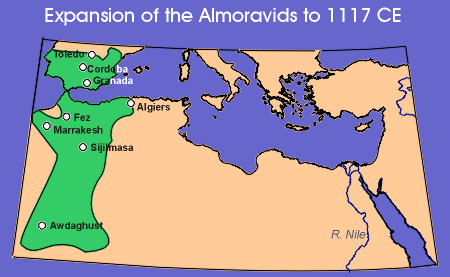 Expansion of the Almoravids to 1117 CE
Toledo
Cordoba
Granada
Algiers
Fez
Marrakesh
Sijilmasa
Awdaghust
R. Nile